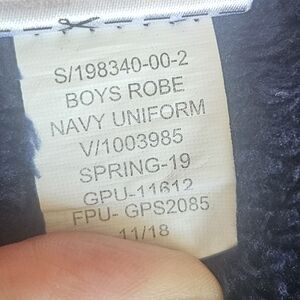 S/198340-00-2
BOYS ROBE
NAVY UNIFORM
V/1003985
SPRING-19
GPU-11612
FPU- GPS2085
11/18